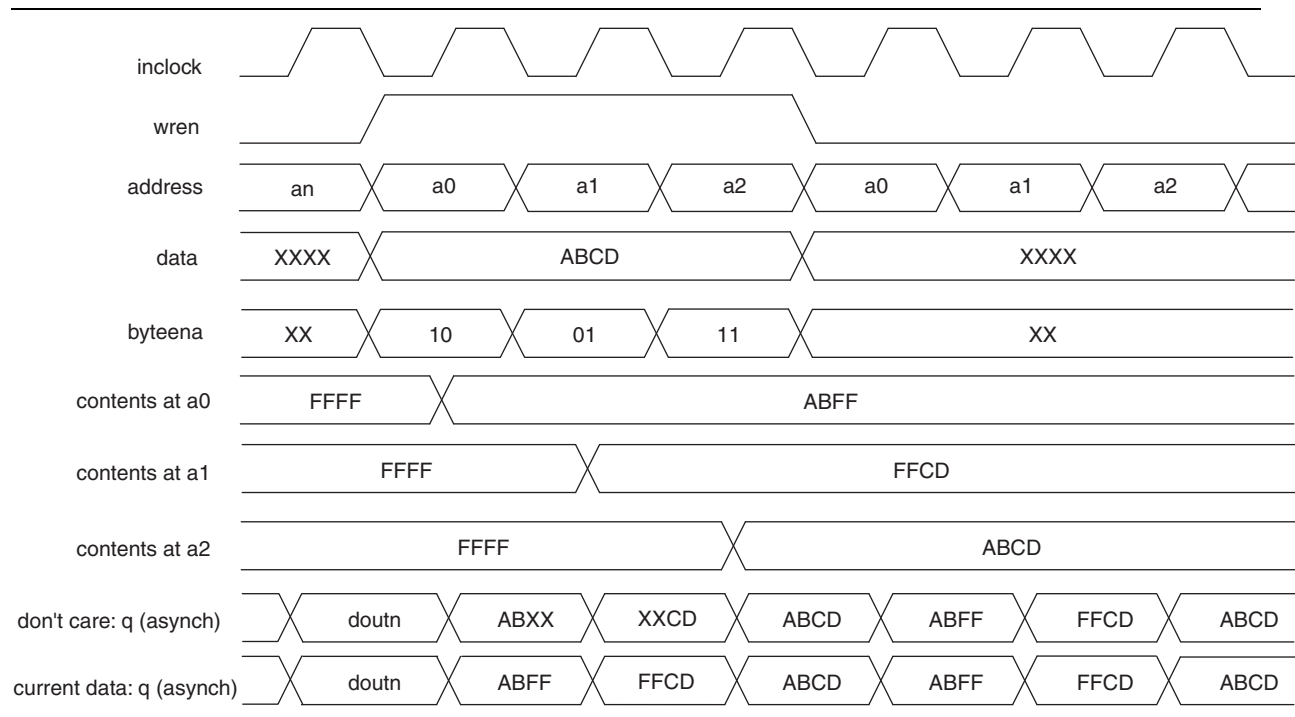 inclock
wren
address an a0 a1 a2 a0 a1 a2
data XXXX ABCD XXXX
byteena XX 10 01 11 XX
contents at a0 FFFF ABFF
contents at a1 FFFF FFCD
contents at a2 FFFF ABCD
don't care: q (asynch) doutn ABXX XXCD ABCD ABFF FFCD ABCD
current data: q (asynch) doutn ABFF FFCD ABCD ABFF FFCD ABCD